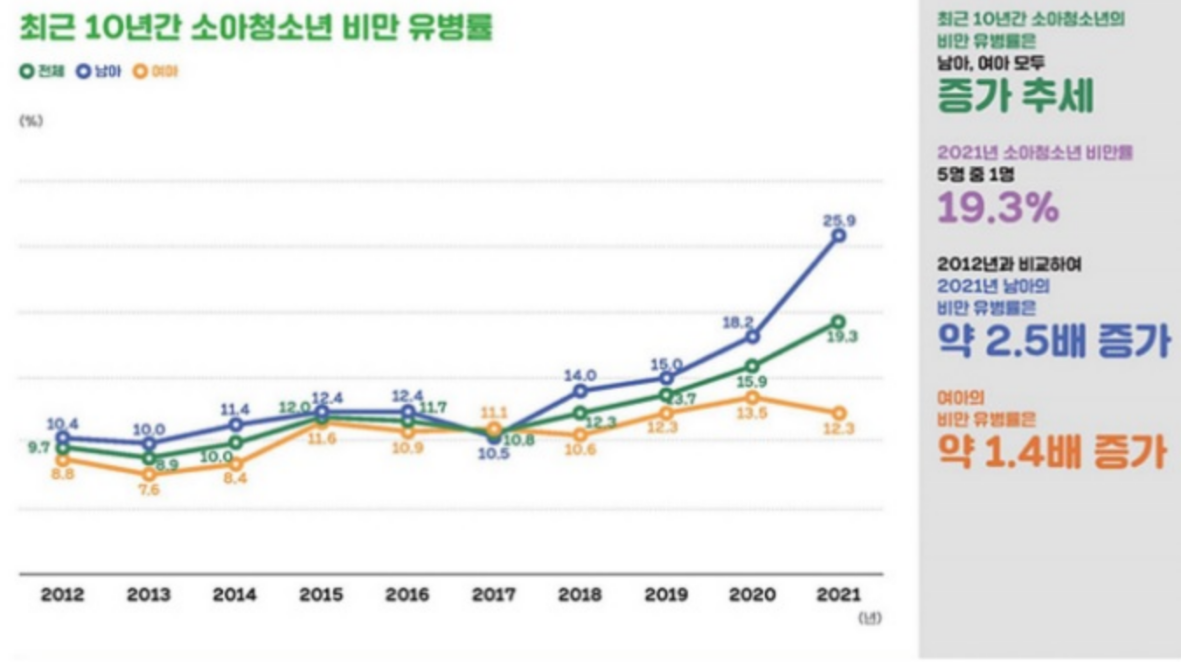 최근 10년간 소아청소년 비만 유병률
전체 남아 여아
(%)
25.9
18.2
19.3
15.0
14.0
15.9
12.4
12.4
13.7
13.5
11.4
12.0
11.7
11.1
12.3
12.3
12.3
10.4
10.0
11.6
10.9
10.8
10.6
9.7
8.9
10.0
10.5
8.8
7.6
8.4
2012 2013 2014 2015 2016 2017 2018 2019 2020 2021
(년)
최근 10년간 소아청소년의
비만 유병률은
남아, 여아 모두
증가 추세
2021년 소아청소년 비만률
5명 중 1명
19.3%
2012년과 비교하여
2021년 남아의
비만 유병률은
약 2.5배 증가
여아의
비만 유병률은
약 1.4배 증가